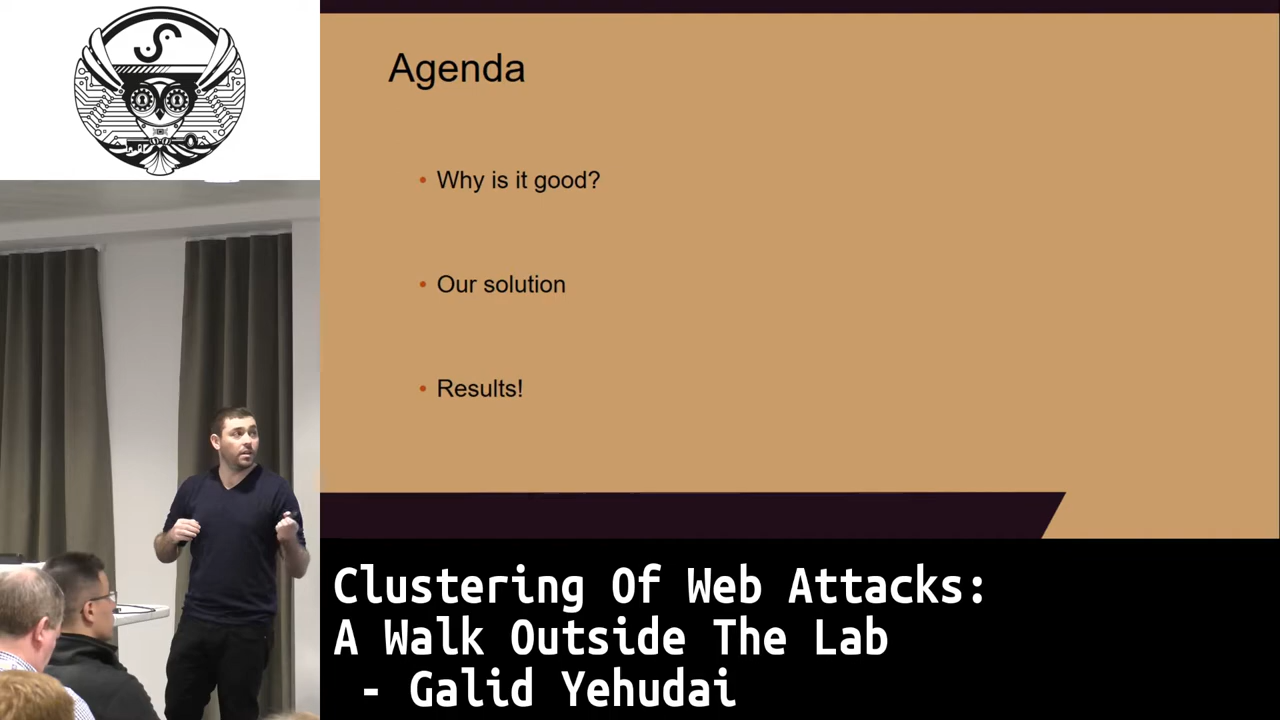 Agenda
• Why is it good?
• Our solution
• Results!
Clustering Of Web Attacks:
A Walk Outside The Lab
- Galid Yehudai